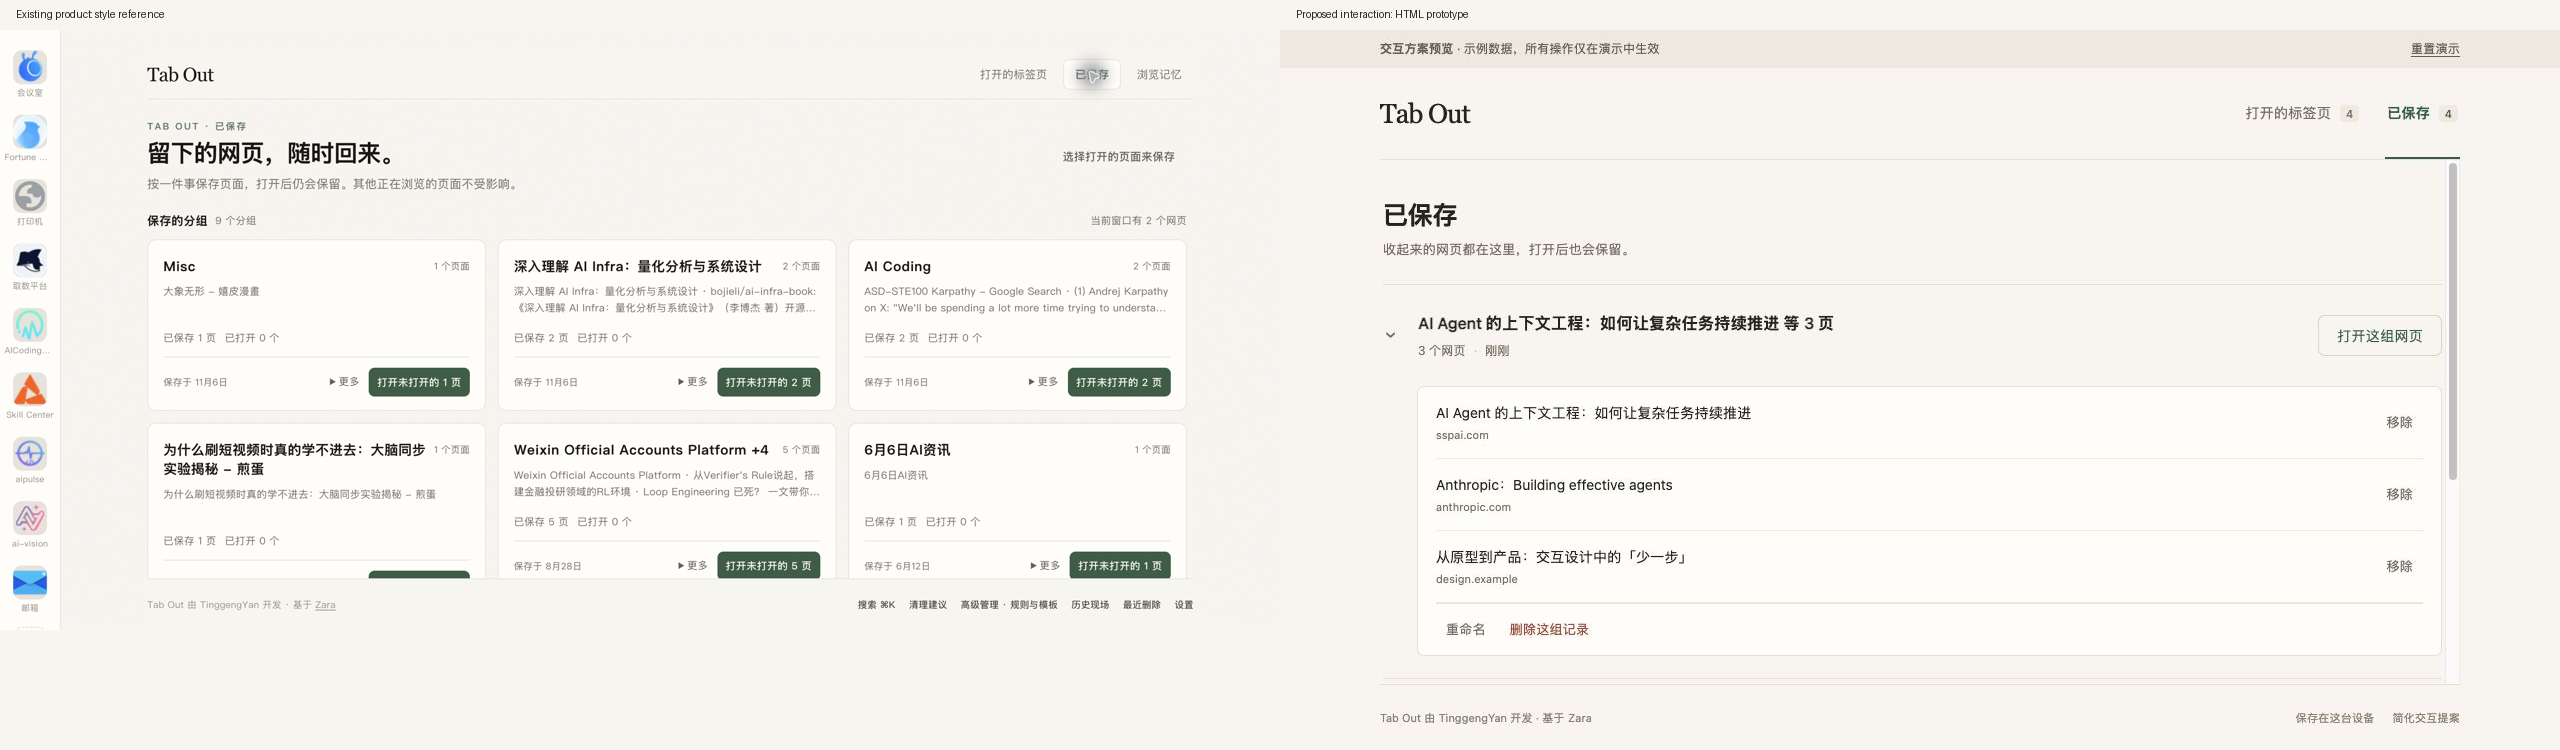 Existing product style reference
会议室
Fortune ...
打印机
取数平台
AICoding...
Skill Center
aipulse
ai-vision
邮箱
Tab Out
打开的标签页
已保存
浏览记忆
TAB OUT · 已保存
留下的网页，随时回来。
选择打开的页面来保存
按一件事保存页面，打开后仍会保留。其他正在浏览的页面不受影响。
保存的分组 9 个分组
当前窗口有 2 个网页
Misc
1 个页面
大象无形 – 嬉皮漫畫
已保存 1 页 已打开 0 个
保存于 11月6日
▶ 更多
打开未打开的 1 页
深入理解 AI Infra：量化分析与系统设计
2 个页面
深入理解 AI Infra：量化分析与系统设计 · bojieli/ai-infra-book:
《深入理解 AI Infra：量化分析与系统设计》（李博杰 著）开源...
已保存 2 页 已打开 0 个
保存于 11月6日
▶ 更多
打开未打开的 2 页
AI Coding
2 个页面
ASD-STE100 Karpathy – Google Search · (1) Andrej Karpathy
on X: "We'll be spending a lot more time trying to understa...
已保存 2 页 已打开 0 个
保存于 11月6日
▶ 更多
打开未打开的 2 页
为什么刷短视频时真的学不进去：大脑同步
实验揭秘 – 煎蛋
1 个页面
为什么刷短视频时真的学不进去：大脑同步实验揭秘 – 煎蛋
已保存 1 页 已打开 0 个
Weixin Official Accounts Platform +4
5 个页面
Weixin Official Accounts Platform · 从Verifier's Rule说起，搭
建金融投研领域的RL环境 · Loop Engineering 已死？ 一文带你...
已保存 5 页 已打开 0 个
保存于 8月28日
▶ 更多
打开未打开的 5 页
6月6日AI资讯
1 个页面
6月6日AI资讯
已保存 1 页 已打开 0 个
保存于 6月12日
▶ 更多
打开未打开的 1 页
Tab Out 由 TinggengYan 开发 · 基于 Zara
搜索 ⌘K
清理建议
高级管理 · 规则与模板
历史现场
最近删除
设置
Proposed interaction: HTML prototype
交互方案预览 · 示例数据，所有操作仅在演示中生效
重置演示
Tab Out
打开的标签页 4
已保存 4
已保存
收起来的网页都在这里，打开后也会保留。
AI Agent 的上下文工程：如何让复杂任务持续推进 等 3 页
3 个网页 · 刚刚
打开这组网页
AI Agent 的上下文工程：如何让复杂任务持续推进
sspai.com
移除
Anthropic：Building effective agents
anthropic.com
移除
从原型到产品：交互设计中的「少一步」
design.example
移除
重命名
删除这组记录
Tab Out 由 TinggengYan 开发 · 基于 Zara
保存在这台设备
简化交互提案